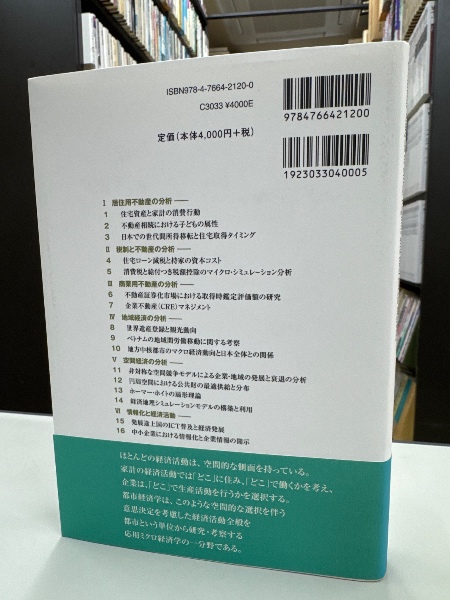 ISBN978-4-7664-2120-0
C3033 ¥4000E
定価(本体4,000円+税)
9784766421200
1923033040005
I 居住用不動産の分析──
1 住宅資産と家計の消費行動
2 不動産相続における子どもの属性
3 日本での世代間所得移転と住宅取得タイミング
II 税制と不動産の分析──
4 住宅ローン減税と持家の資本コスト
5 消費税と給付つき税額控除のマイクロ・シミュレーション分析
III 商業用不動産の分析──
6 不動産証券化市場における取得時鑑定評価額の研究
7 企業不動産(CRE)マネジメント
IV 地域経済の分析──
8 世界遺産登録と観光動向
9 ベトナムの地域間労働移動に関する考察
10 地方中核都市のマクロ経済動向と日本全体との関係
V 空間経済の分析──
11 非対称な空間競争モデルによる企業・地域の発展と衰退の分析
12 円周空間における公共財の最適供給と分布
13 ホーマー・ホイトの扇形理論
14 経済地理シミュレーションモデルの構築と利用
VI 情報化と経済活動──
15 発展途上国のICT普及と経済発展
16 中小企業における情報化と企業情報の開示
ほとんどの経済活動は、空間的な側面を持っている。
家計の経済活動では「どこ」に住み、「どこ」で働くかを考え、
企業は、「どこ」で生産活動を行うかを選択する。
都市経済学は、このような空間的な選択を伴う
意思決定を考慮した経済活動全般を
都市という単位から研究・考察する
応用ミクロ経済学の一分野である。